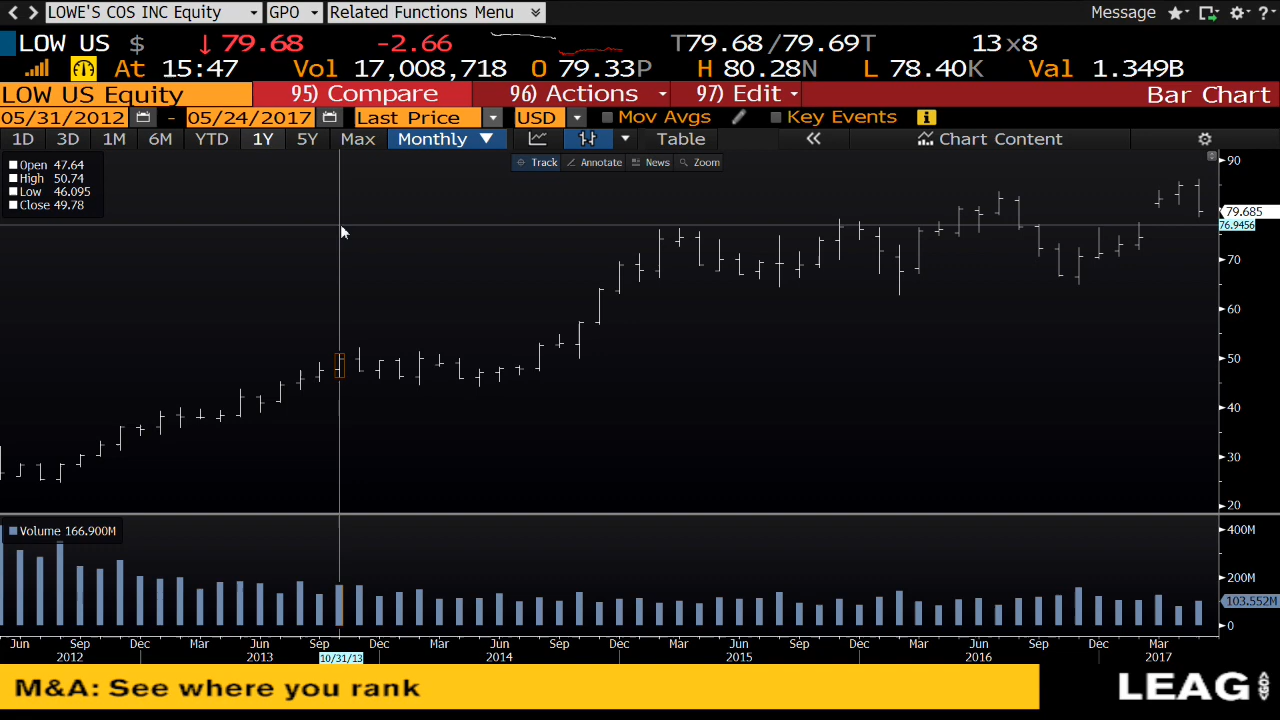 LOWE'S COS INC Equity GPO Related Functions Menu Message ?
LOW US $ ↓ 79.68 -2.66 T79.68/79.69T 13x8
At 15:47 Vol 17,008,718 O 79.33P H 80.28N L 78.40K Val 1.349B
LOW US Equity 95) Compare 96) Actions 97) Edit Bar Chart
05/31/2012 - 05/24/2017 Last Price USD Mov Avgs Key Events i
1D 3D 1M 6M YTD 1Y 5Y Max Monthly ▼ Table « Chart Content
Track Annotate News Zoom
Open 47.64
High 50.74
Low 46.095
Close 49.78
90
79.685
76.9456
70
60
50
40
30
20
Volume 166.900M
400M
200M
103.552M
0
Jun Sep Dec Mar Jun Sep Dec Mar Jun Sep Dec Mar Jun Sep Dec Mar Jun Sep Dec Mar
2012 2013 10/31/13 2014 2015 2016 2017
M&A: See where you rank
LEAG